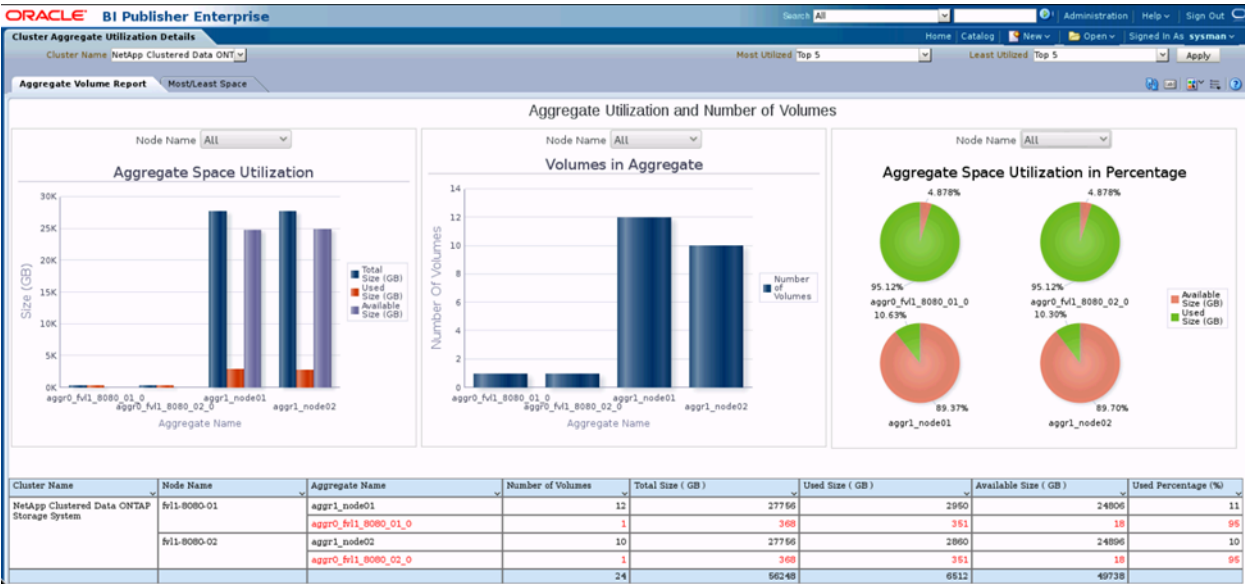 ORACLE BI Publisher Enterprise Search All Administration Help Sign Out
Cluster Aggregate Utilization Details Home Catalog New Open Signed In As sysman
Cluster Name NetApp Clustered Data ONT Most Utilized Top 5 Least Utilized Top 5 Apply
Aggregate Volume Report Most/Least Space
Aggregate Utilization and Number of Volumes
Node Name All
Aggregate Space Utilization
Size (GB)
30K
25K
20K
15K
10K
5K
0K
aggr0_fvl1_8080_01_0
aggr0_fvl1_8080_02_0
aggr1_node01
aggr1_node02
Aggregate Name
Total Size (GB)
Used Size (GB)
Available Size (GB)
Node Name All
Volumes in Aggregate
Number Of Volumes
14
12
10
8
6
4
2
0
aggr0_fvl1_8080_01_0
aggr0_fvl1_8080_02_0
aggr1_node01
aggr1_node02
Aggregate Name
Number of Volumes
Node Name All
Aggregate Space Utilization in Percentage
4.878%
95.12%
aggr0_fvl1_8080_01_0
4.878%
95.12%
aggr0_fvl1_8080_02_0
10.63%
89.37%
aggr1_node01
10.30%
89.70%
aggr1_node02
Available Size (GB)
Used Size (GB)
Cluster Name Node Name Aggregate Name Number of Volumes Total Size ( GB ) Used Size ( GB ) Available Size ( GB ) Used Percentage (%)
NetApp Clustered Data ONTAP Storage System frl1-8080-01 aggr1_node01 12 27756 2950 24806 11
aggr0_frl1_8080_01_0 1 368 351 18 95
frl1-8080-02 aggr1_node02 10 27756 2860 24896 10
aggr0_frl1_8080_02_0 1 368 351 18 95
24 56248 6512 49738